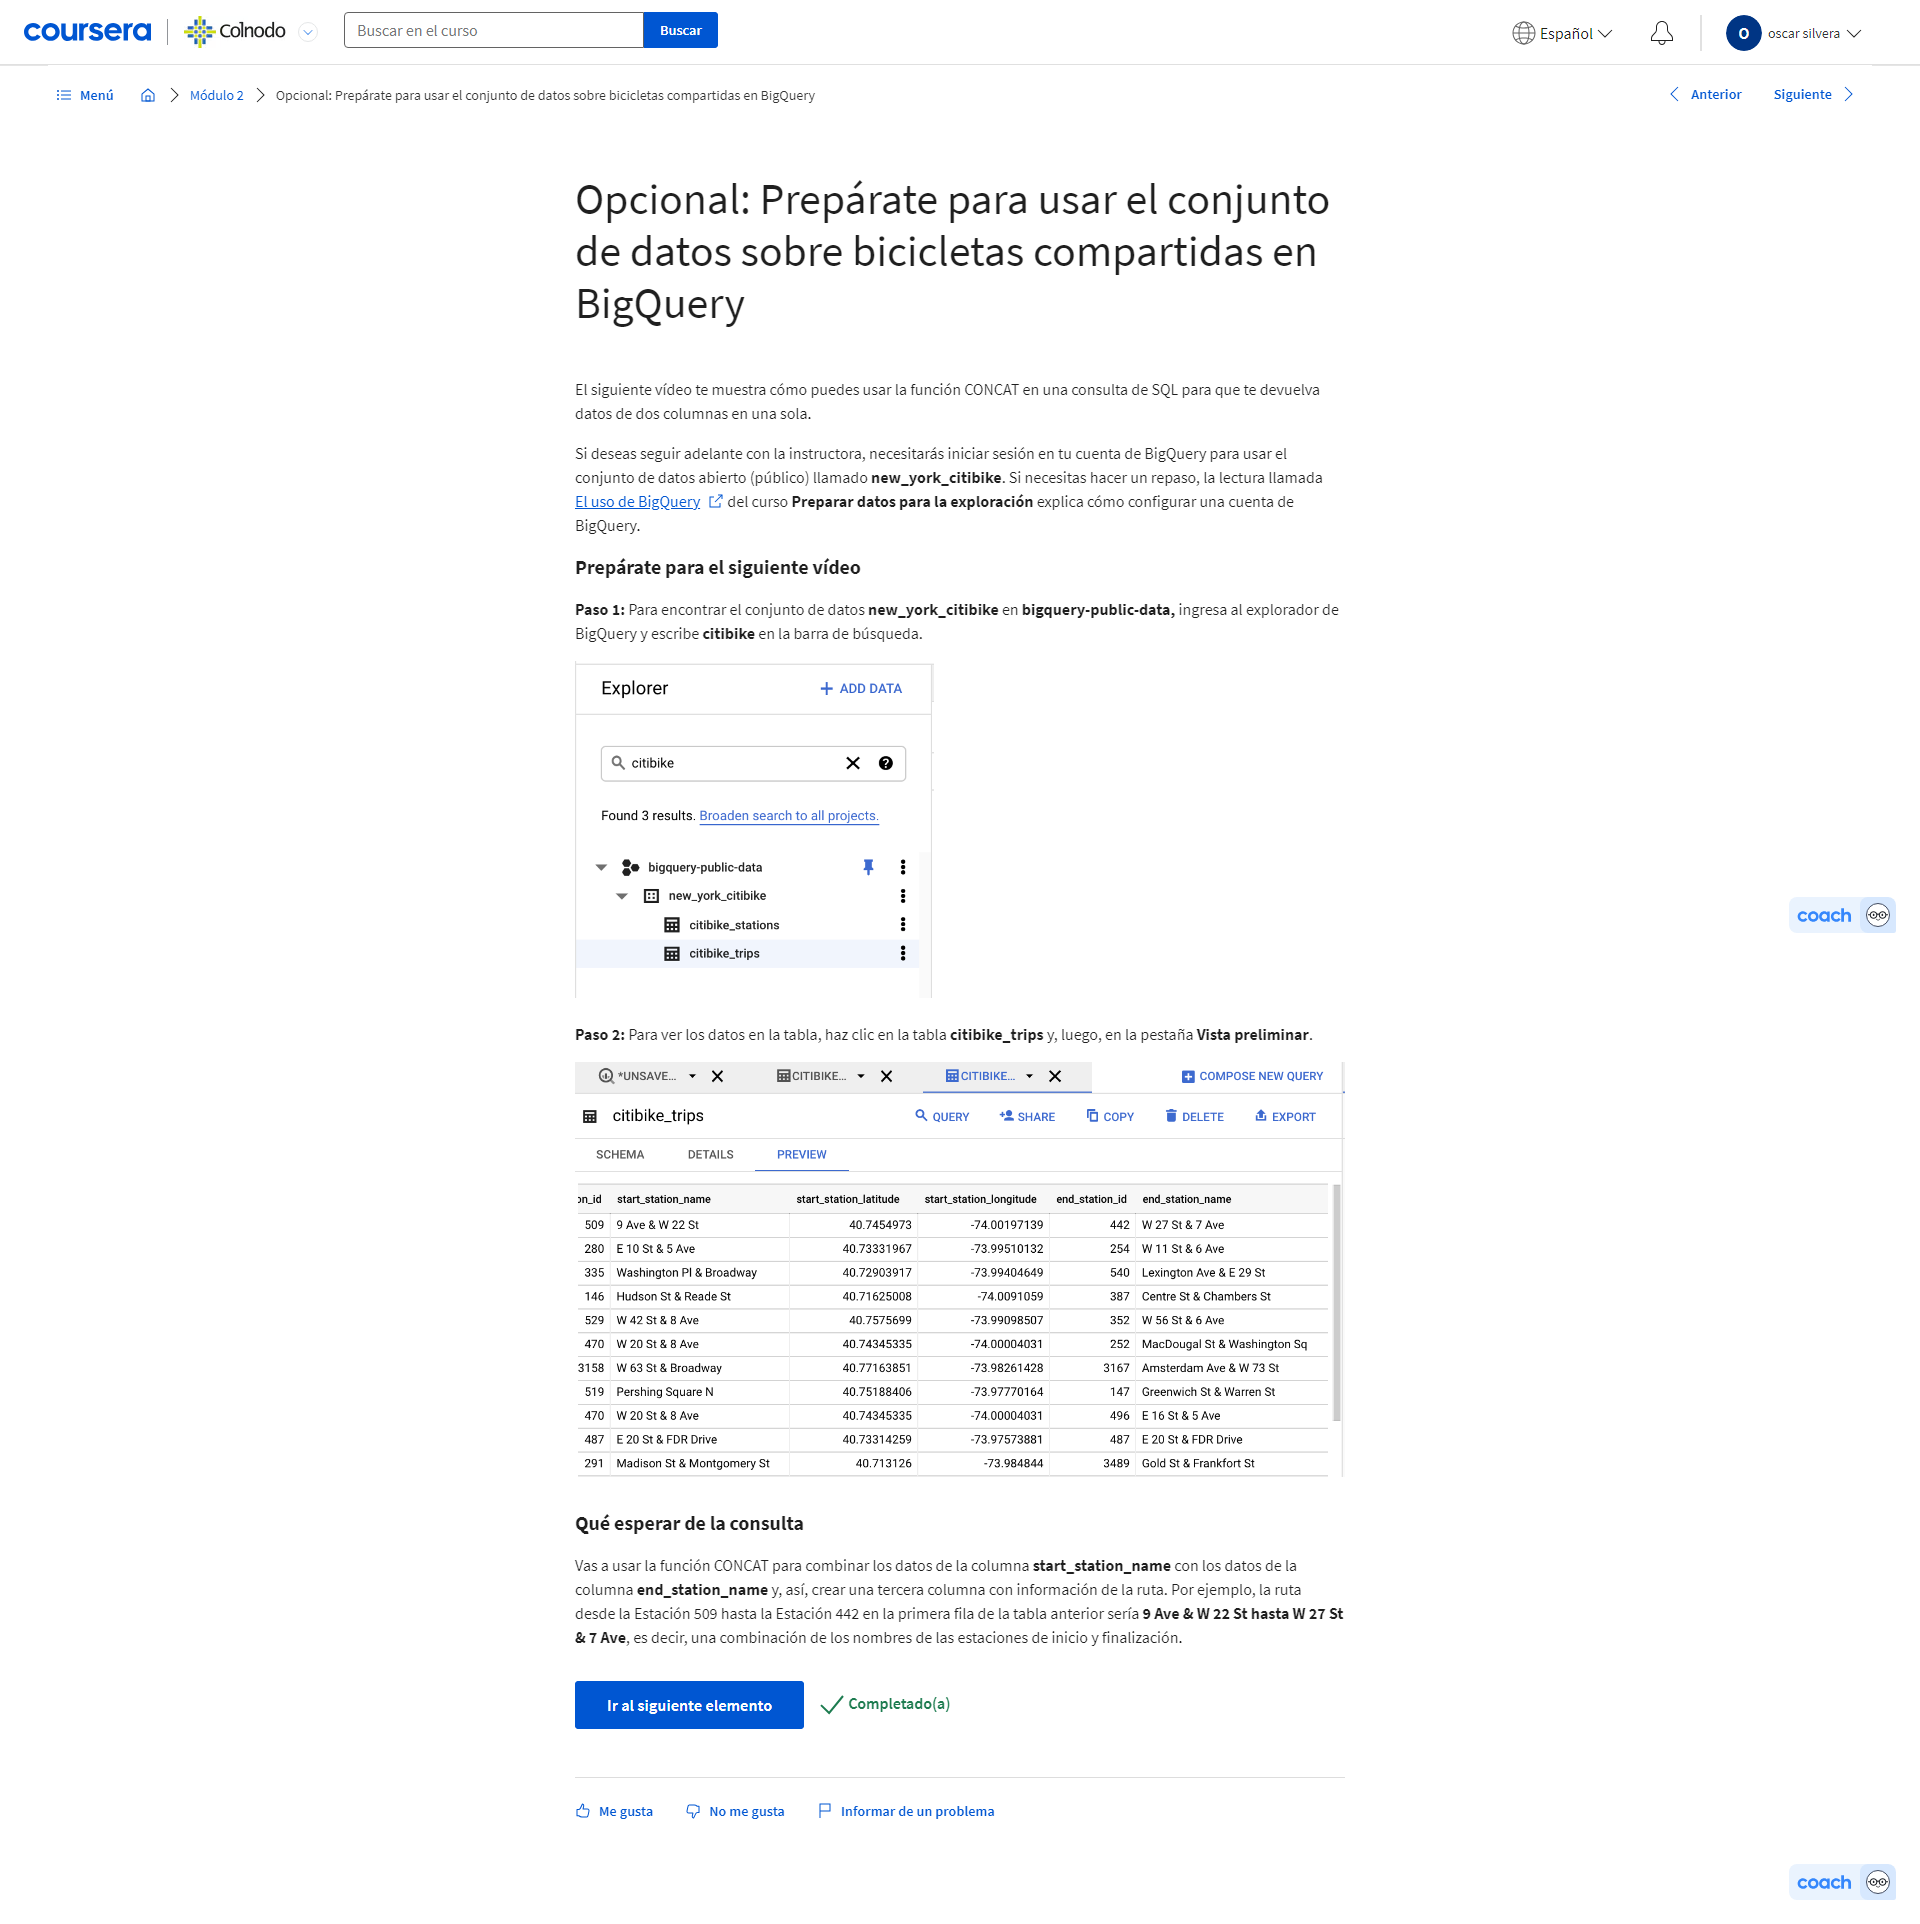 coursera
Colnodo
Buscar en el curso
Buscar
Español
O
oscar silvera
Menú
Módulo 2
Opcional: Prepárate para usar el conjunto de datos sobre bicicletas compartidas en BigQuery
Anterior
Siguiente
Opcional: Prepárate para usar el conjunto
de datos sobre bicicletas compartidas en
BigQuery
El siguiente vídeo te muestra cómo puedes usar la función CONCAT en una consulta de SQL para que te devuelva
datos de dos columnas en una sola.
Si deseas seguir adelante con la instructora, necesitarás iniciar sesión en tu cuenta de BigQuery para usar el
conjunto de datos abierto (público) llamado new_york_citibike. Si necesitas hacer un repaso, la lectura llamada
El uso de BigQuery del curso Preparar datos para la exploración explica cómo configurar una cuenta de
BigQuery.
Prepárate para el siguiente vídeo
Paso 1: Para encontrar el conjunto de datos new_york_citibike en bigquery-public-data, ingresa al explorador de
BigQuery y escribe citibike en la barra de búsqueda.
Explorer
ADD DATA
citibike
Found 3 results. Broaden search to all projects.
bigquery-public-data
new_york_citibike
citibike_stations
citibike_trips
coach
Paso 2: Para ver los datos en la tabla, haz clic en la tabla citibike_trips y, luego, en la pestaña Vista preliminar.
*UNSAVE... CITIBIKE... CITIBIKE... COMPOSE NEW QUERY
citibike_trips QUERY SHARE COPY DELETE EXPORT
SCHEMA DETAILS PREVIEW
on_id start_station_name start_station_latitude start_station_longitude end_station_id end_station_name
509 9 Ave & W 22 St 40.7454973 -74.00197139 442 W 27 St & 7 Ave
280 E 10 St & 5 Ave 40.73331967 -73.99510132 254 W 11 St & 6 Ave
335 Washington Pl & Broadway 40.72903917 -73.99404649 540 Lexington Ave & E 29 St
146 Hudson St & Reade St 40.71625008 -74.0091059 387 Centre St & Chambers St
529 W 42 St & 8 Ave 40.7575699 -73.99098507 352 W 56 St & 6 Ave
470 W 20 St & 8 Ave 40.74345335 -74.00004031 252 MacDougal St & Washington Sq
3158 W 63 St & Broadway 40.77163851 -73.98261428 3167 Amsterdam Ave & W 73 St
519 Pershing Square N 40.75188406 -73.97770164 147 Greenwich St & Warren St
470 W 20 St & 8 Ave 40.74345335 -74.00004031 496 E 16 St & 5 Ave
487 E 20 St & FDR Drive 40.73314259 -73.97573881 487 E 20 St & FDR Drive
291 Madison St & Montgomery St 40.713126 -73.984844 3489 Gold St & Frankfort St
Qué esperar de la consulta
Vas a usar la función CONCAT para combinar los datos de la columna start_station_name con los datos de la
columna end_station_name y, así, crear una tercera columna con información de la ruta. Por ejemplo, la ruta
desde la Estación 509 hasta la Estación 442 en la primera fila de la tabla anterior sería 9 Ave & W 22 St hasta W 27 St
& 7 Ave, es decir, una combinación de los nombres de las estaciones de inicio y finalización.
Ir al siguiente elemento
Completado(a)
Me gusta
No me gusta
Informar de un problema
coach